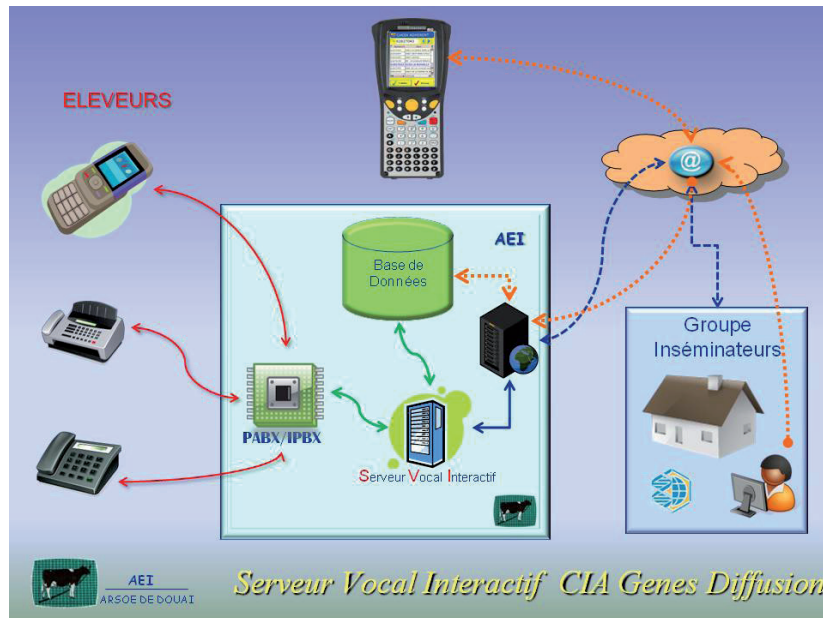 ELEVEURS
AEI
Base de
Données
@
Groupe
Inséminateurs
PABX/IPBX
Serveur Vocal Interactif
AEI
ARSOE DE DOUAI
Serveur Vocal Interactif CIA Genes Diffusion